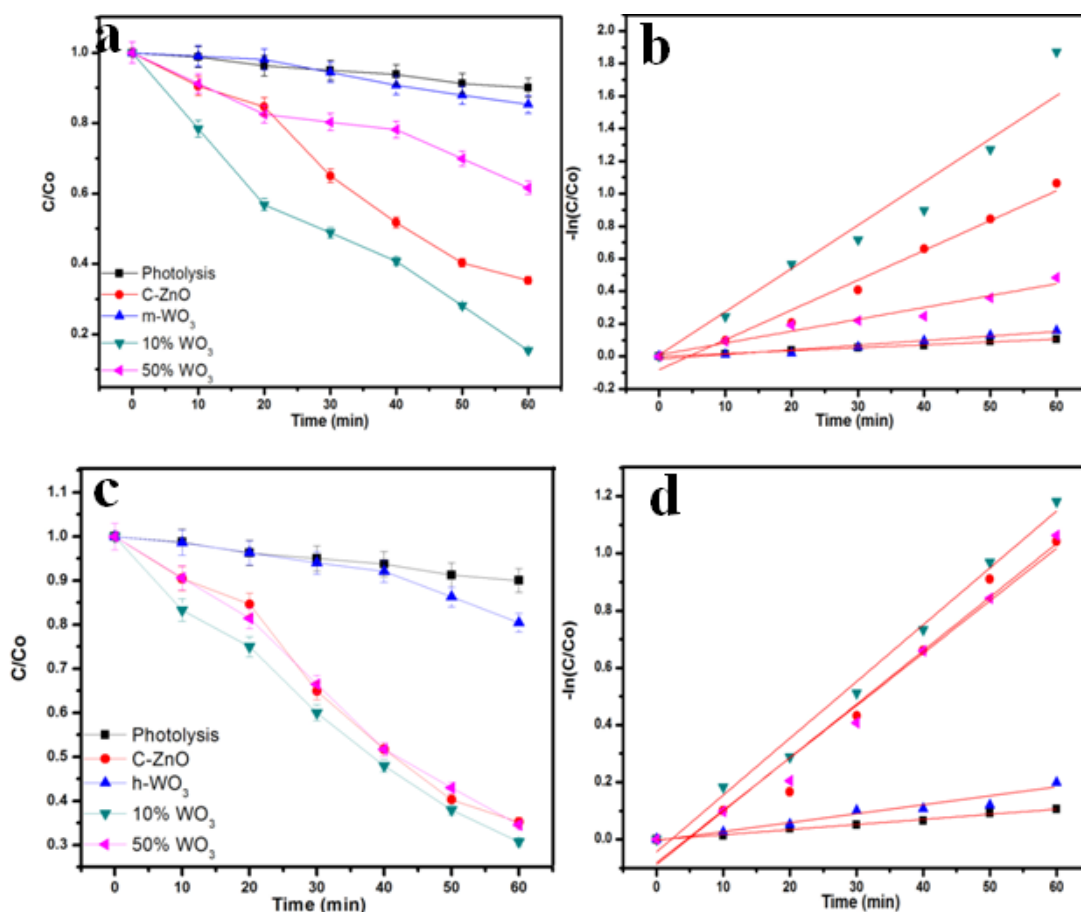 a
1.0
0.8
0.6
0.4
0.2
C/Co
Photolysis
C-ZnO
m-WO₃
10% WO₃
50% WO₃
0 10 20 30 40 50 60
Time (min)
b
2.0
1.8
1.6
1.4
1.2
1.0
0.8
0.6
0.4
0.2
0.0
-0.2
-ln(C/Co)
0 10 20 30 40 50 60
Time (min)
c
1.1
1.0
0.9
0.8
0.7
0.6
0.5
0.4
0.3
C/Co
Photolysis
C-ZnO
h-WO₃
10% WO₃
50% WO₃
0 10 20 30 40 50 60
Time (min)
d
1.2
1.0
0.8
0.6
0.4
0.2
0.0
-ln(C/Co)
0 10 20 30 40 50 60
Time (min)